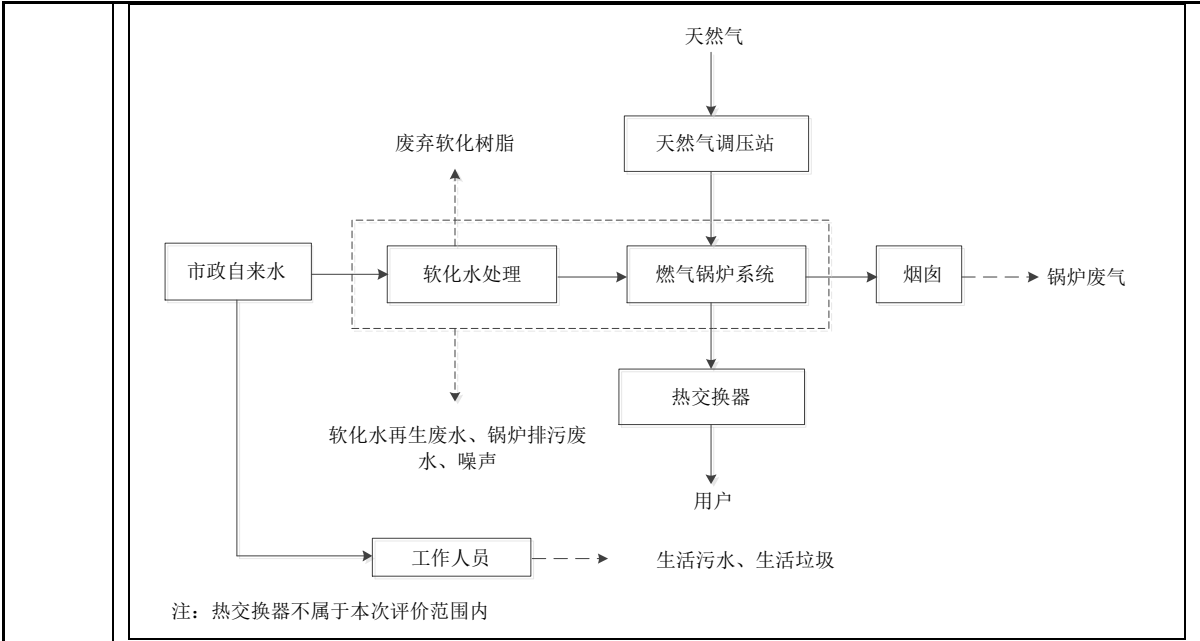 天然气
废弃软化树脂
天然气调压站
市政自来水
软化水处理
燃气锅炉系统
烟囱
锅炉废气
热交换器
软化水再生废水、锅炉排污废
水、噪声
用户
工作人员
生活污水、生活垃圾
注：热交换器不属于本次评价范围内